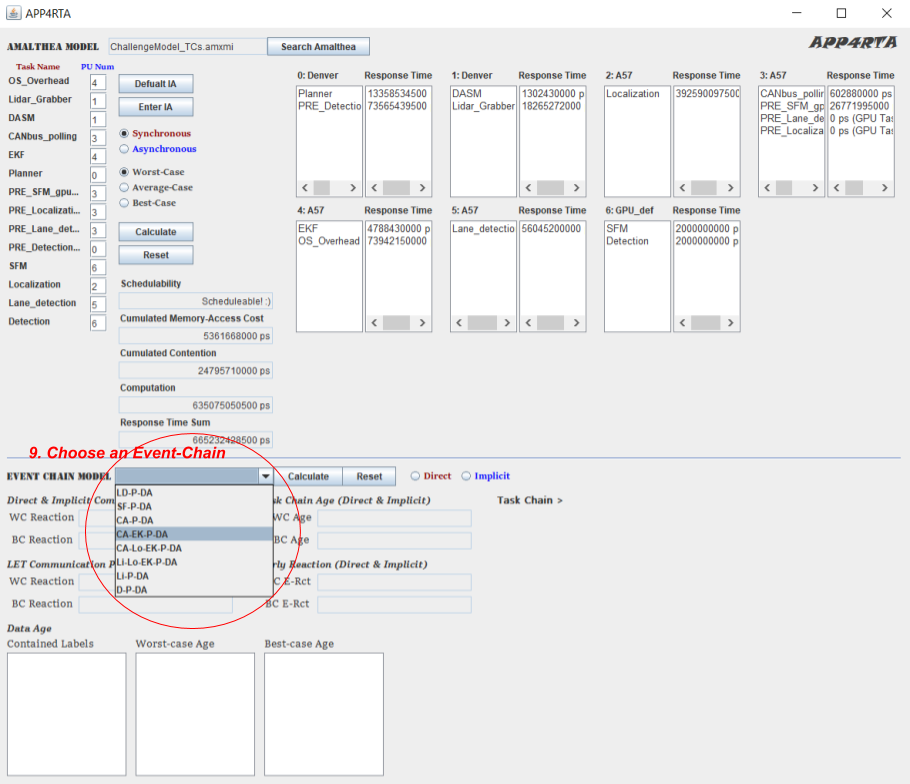 APP4RTA
AMALTHEA MODEL ChallengeModel_TCs.amxmi Search Amalthea APP4RTA
Task Name PU Num
OS_Overhead 4
Lidar_Grabber 1
DASM 1
CANbus_polling 3
EKF 4
Planner 0
PRE_SFM_gpu... 3
PRE_Localizati... 3
PRE_Lane_det... 3
PRE_Detection... 0
SFM 6
Localization 2
Lane_detection 5
Detection 6
Defualt IA
Enter IA
Synchronous
Asynchronous
Worst-Case
Average-Case
Best-Case
Calculate
Reset
Schedulability
Scheduleable! :)
Cumulated Memory-Access Cost
5361668000 ps
Cumulated Contention
24795710000 ps
Computation
635075050500 ps
Response Time Sum
665232428500 ps
0: Denver Response Time
Planner 13358534500
PRE_Detectio 73565439500
1: Denver Response Time
DASM 1302430000 p
Lidar_Grabber 18265272000
2: A57 Response Time
Localization 392590097500
3: A57 Response Time
CANbus_pollin 602880000 ps
PRE_SFM_gp 26771995000
PRE_Lane_de 0 ps (GPU Tas
PRE_Localiza 0 ps (GPU Tas
4: A57 Response Time
EKF 4788430000 p
OS_Overhead 73942150000
5: A57 Response Time
Lane_detectio 56045200000
6: GPU_def Response Time
SFM 2000000000 p
Detection 2000000000 p
9. Choose an Event-Chain
EVENT CHAIN MODEL Calculate Reset Direct Implicit
LD-P-DA
SF-P-DA
CA-P-DA
CA-EK-P-DA
CA-Lo-EK-P-DA
Li-Lo-EK-P-DA
Li-P-DA
D-P-DA
Direct & Implicit Com sk Chain Age (Direct & Implicit) Task Chain >
WC Reaction WC Age
BC Reaction BC Age
LET Communication P rly Reaction (Direct & Implicit)
WC Reaction C E-Rct
BC Reaction BC E-Rct
Data Age
Contained Labels Worst-case Age Best-case Age